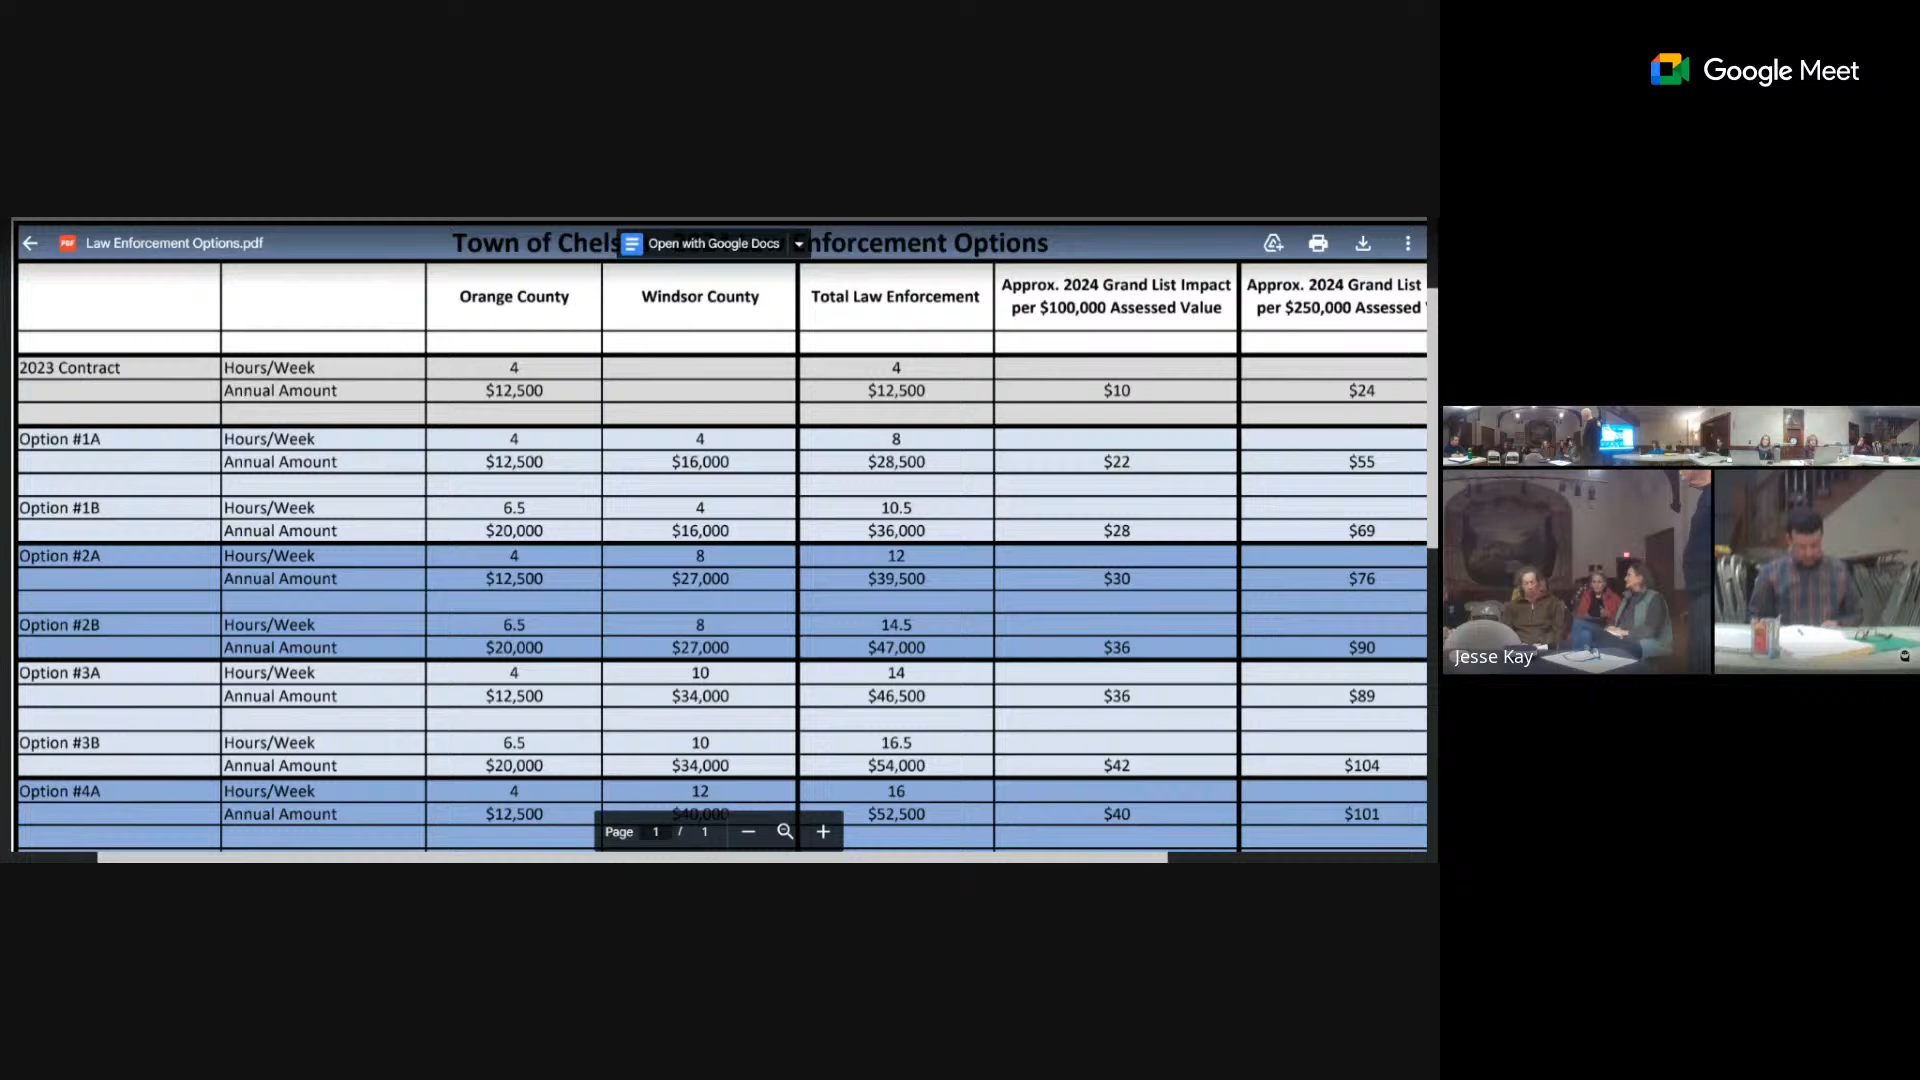 Google Meet
Law Enforcement Options.pdf
Town of Chels
Open with Google Docs
nforcement Options
Orange County
Windsor County
Total Law Enforcement
Approx. 2024 Grand List Impact
per $100,000 Assessed Value
Approx. 2024 Grand List
per $250,000 Assessed
2023 Contract Hours/Week 4 4
Annual Amount $12,500 $12,500 $10 $24
Option #1A Hours/Week 4 4 8
Annual Amount $12,500 $16,000 $28,500 $22 $55
Option #1B Hours/Week 6.5 4 10.5
Annual Amount $20,000 $16,000 $36,000 $28 $69
Option #2A Hours/Week 4 8 12
Annual Amount $12,500 $27,000 $39,500 $30 $76
Option #2B Hours/Week 6.5 8 14.5
Annual Amount $20,000 $27,000 $47,000 $36 $90
Option #3A Hours/Week 4 10 14
Annual Amount $12,500 $34,000 $46,500 $36 $89
Option #3B Hours/Week 6.5 10 16.5
Annual Amount $20,000 $34,000 $54,000 $42 $104
Option #4A Hours/Week 4 12 16
Annual Amount $12,500 $40,000 $52,500 $40 $101
Page 1 / 1
Jesse Kay